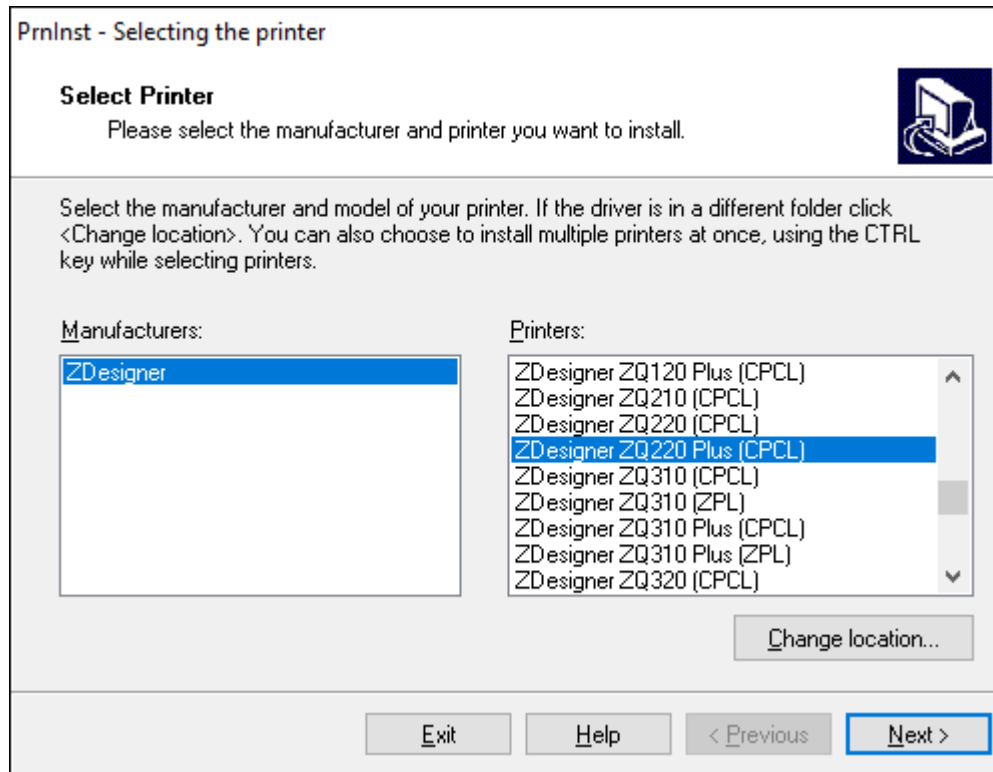 PrnInst - Selecting the printer
Select Printer
Please select the manufacturer and printer you want to install.
Select the manufacturer and model of your printer. If the driver is in a different folder click
<Change location>. You can also choose to install multiple printers at once, using the CTRL
key while selecting printers.
Manufacturers:
ZDesigner
Printers:
ZDesigner ZQ120 Plus (CPCL)
ZDesigner ZQ210 (CPCL)
ZDesigner ZQ220 (CPCL)
ZDesigner ZQ220 Plus (CPCL)
ZDesigner ZQ310 (CPCL)
ZDesigner ZQ310 (ZPL)
ZDesigner ZQ310 Plus (CPCL)
ZDesigner ZQ310 Plus (ZPL)
ZDesigner ZQ320 (CPCL)
Change location...
Exit
Help
< Previous
Next >